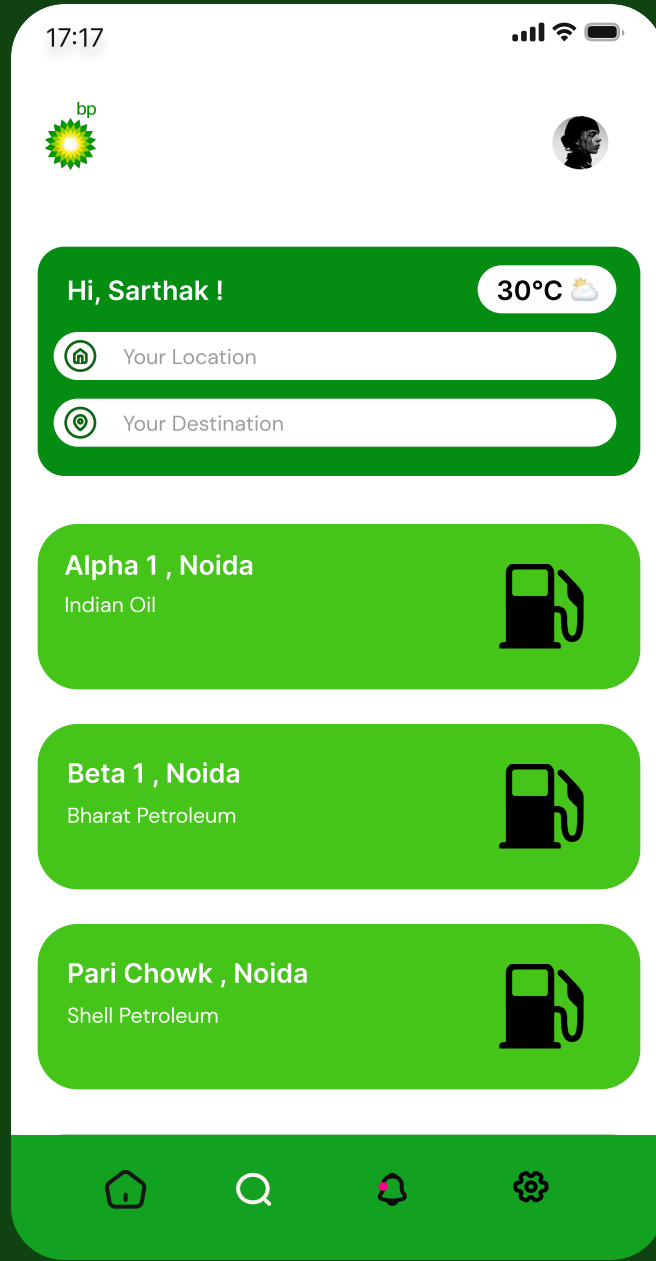 17:17
bp
Hi, Sarthak !
30°C
Your Location
Your Destination
Alpha 1 , Noida
Indian Oil
Beta 1 , Noida
Bharat Petroleum
Pari Chowk , Noida
Shell Petroleum